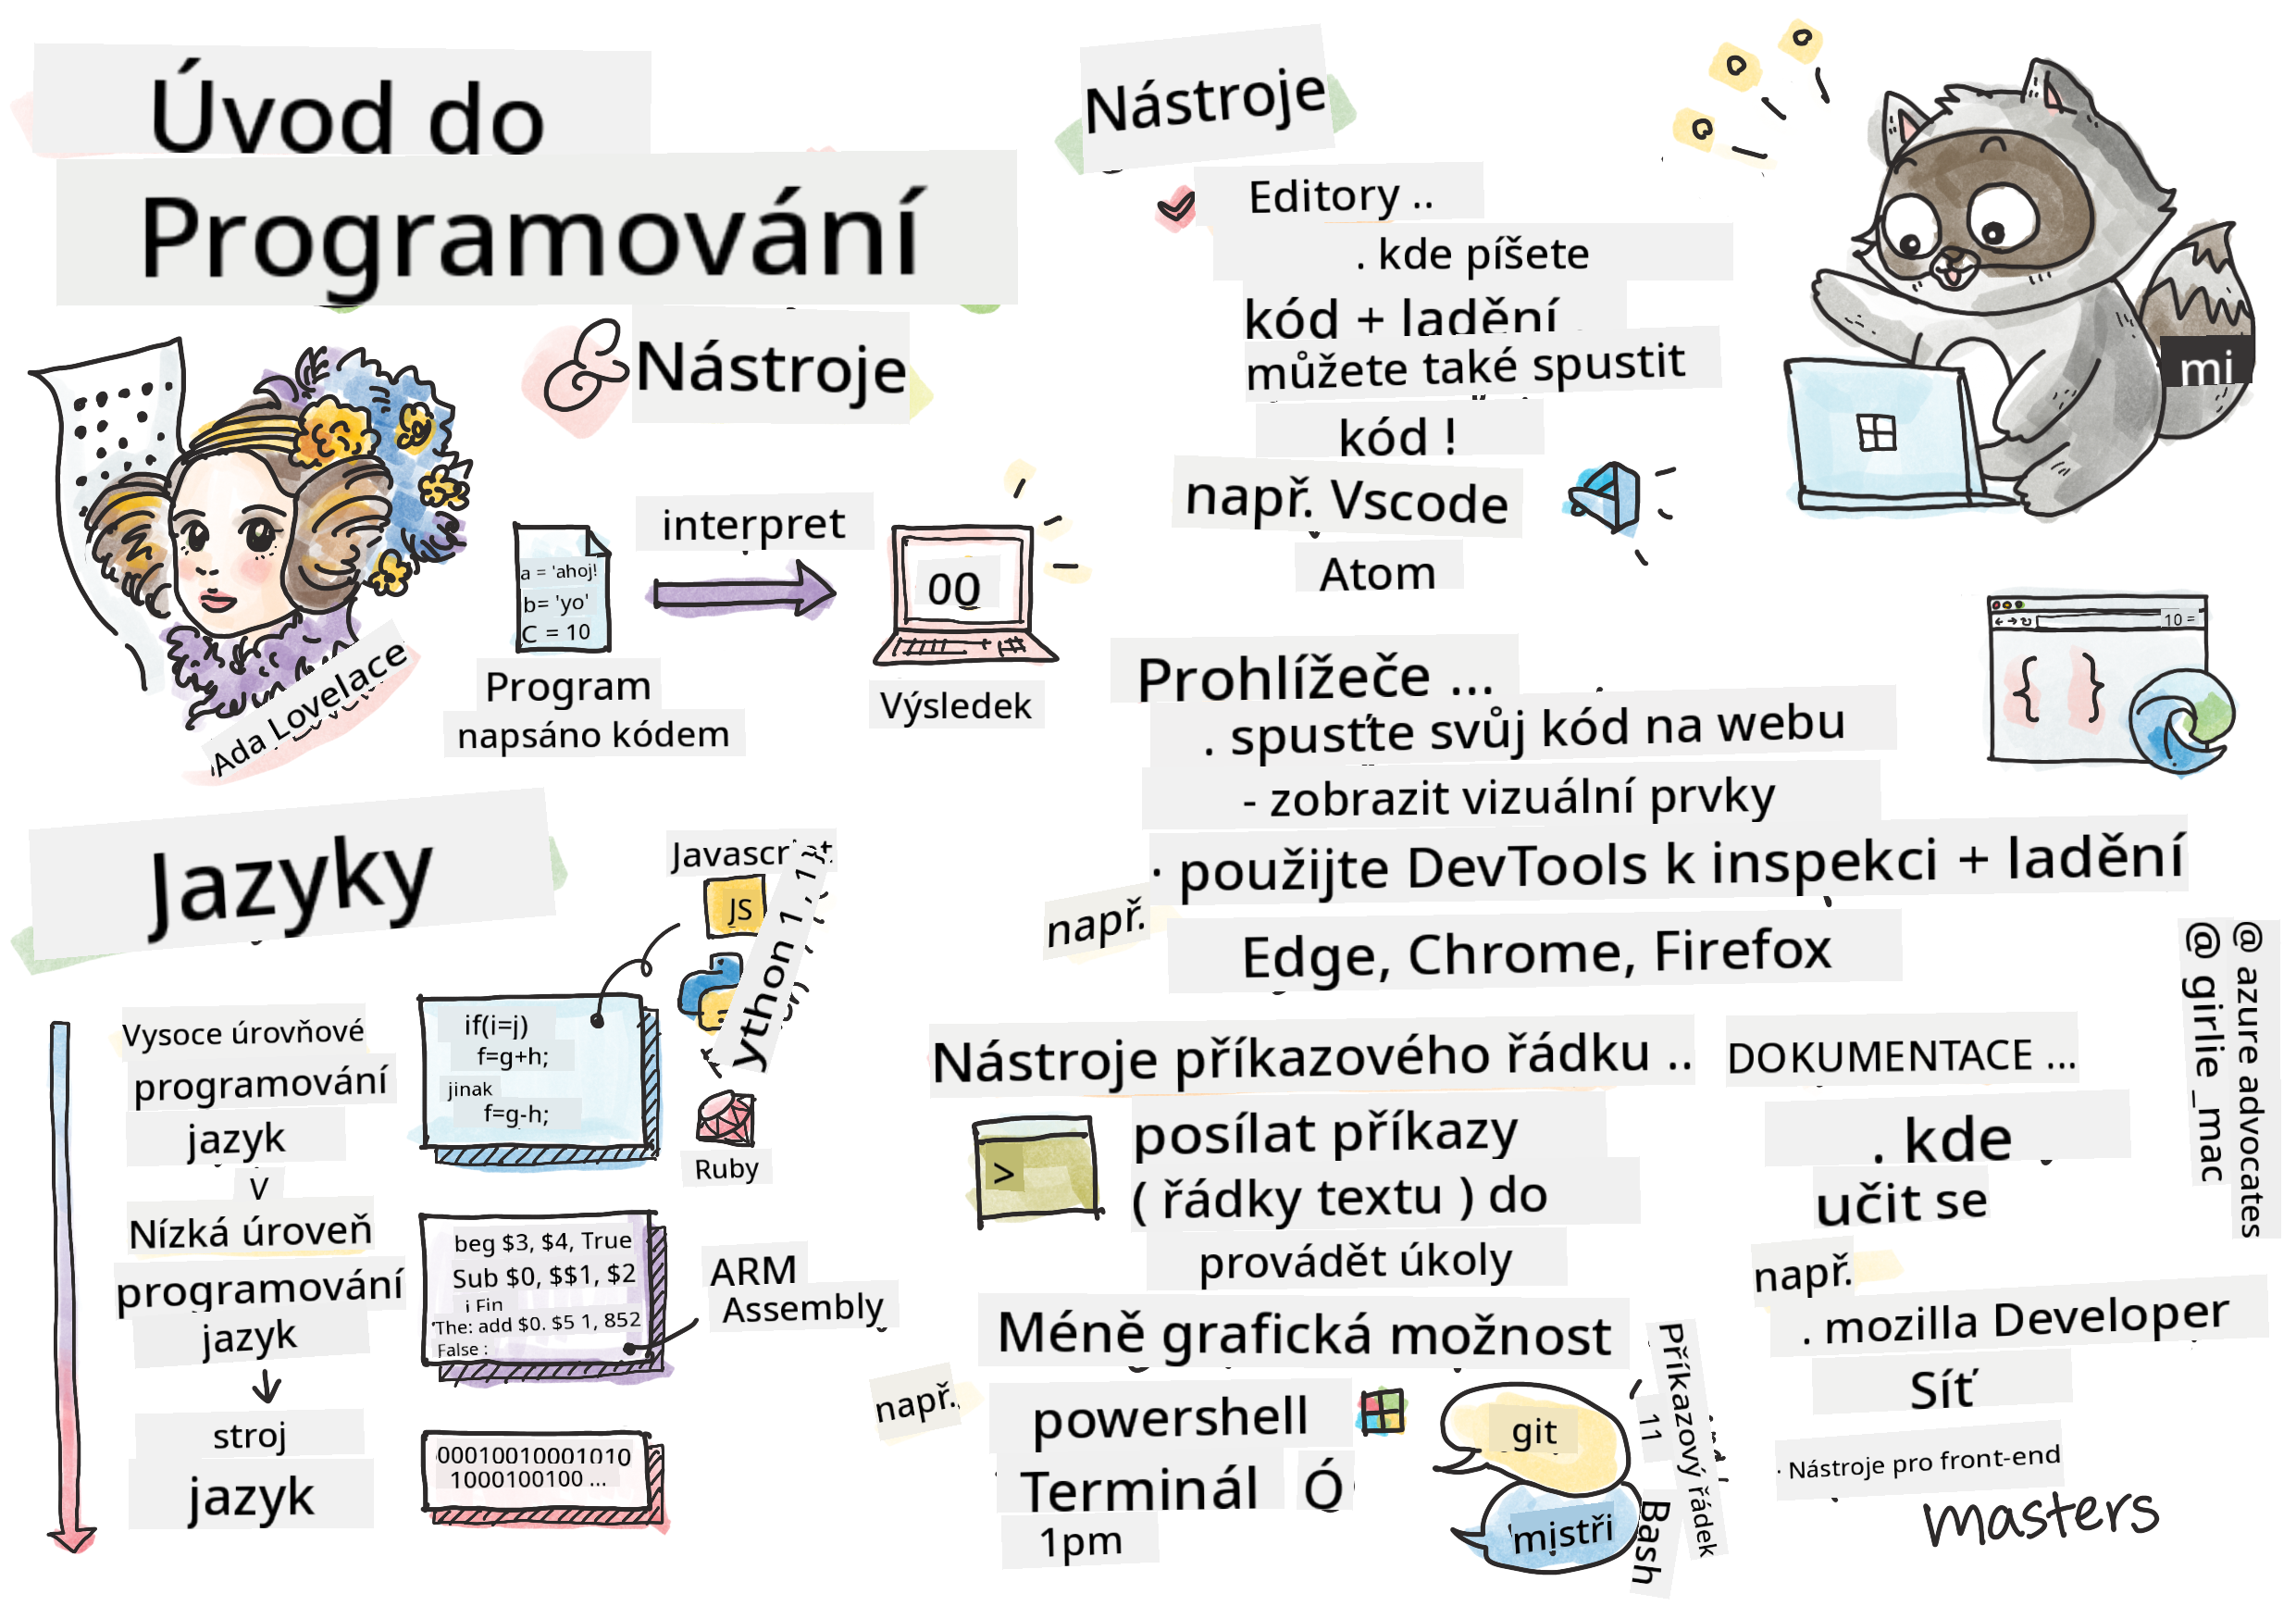 Úvod do
Programování
& Nástroje
Ada Lovelace
a = 'ahoj!
b= 'yo'
C = 10
Program
napsáno kódem
interpret
00
Výsledek
Jazyky
Vysoce úrovňové
programování
jazyk
V
Nízká úroveň
programování
jazyk
stroj
jazyk
if(i=j)
f=g+h;
jinak
f=g-h;
JS
ython 1, 1
Ruby
beg $3, $4, True
Sub $0, $$1, $2
j Fin
'The: add $0. $5 1, 852
False :
ARM
Assembly
00010010001010
1000100100 ...
Nástroje
Editory ..
. kde píšete
kód + ladění
můžete také spustit
kód !
např. Vscode
Atom
mi
Prohlížeče ...
. spusťte svůj kód na webu
- zobrazit vizuální prvky
· použijte DevTools k inspekci + ladění
např.
Edge, Chrome, Firefox
10 =
{ }
Nástroje příkazového řádku ..
>
posílat příkazy
( řádky textu ) do
provádět úkoly
Méně grafická možnost
např.
powershell
Terminál Ó
1pm
git
mistři
Příkazový řádek
11
Bash
DOKUMENTACE ...
. kde
učit se
např.
. mozilla Developer
Síť
· Nástroje pro front-end
masters
@ azure advocates
@ girlie_mac